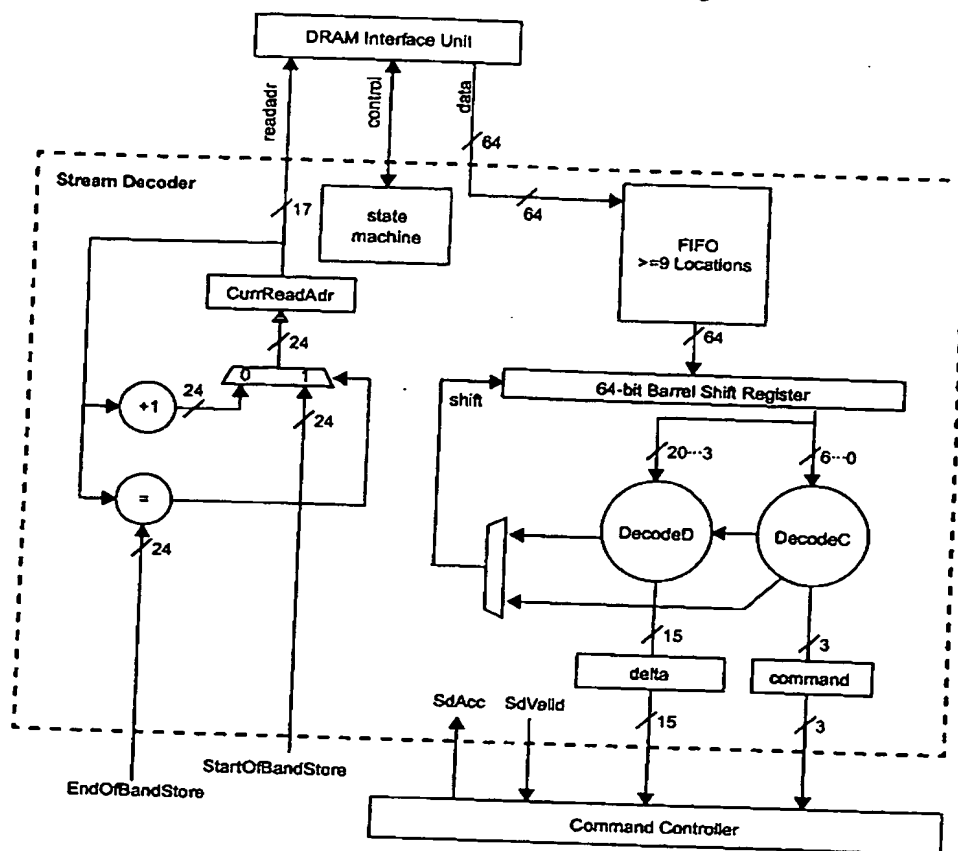 DRAM Interface Unit
readadr
control
data
64
Stream Decoder
17
state
machine
64
FIFO
>=9 Locations
CurrReadAdr
24
64
0 1
64-bit Barrel Shift Register
shift
+1
24
24
20···3
6···0
=
DecodeD
DecodeC
24
15
3
delta
command
SdAcc
SdValid
15
3
StartOfBandStore
EndOfBandStore
Command Controller